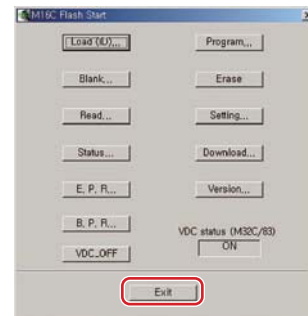 M16C Flash Start
Load (ID)... Program...
Blank... Erase
Read... Setting...
Status... Download...
E. P. R... Version...
B. P. R... VDC status (M32C/83)
VDC_OFF ON
Exit